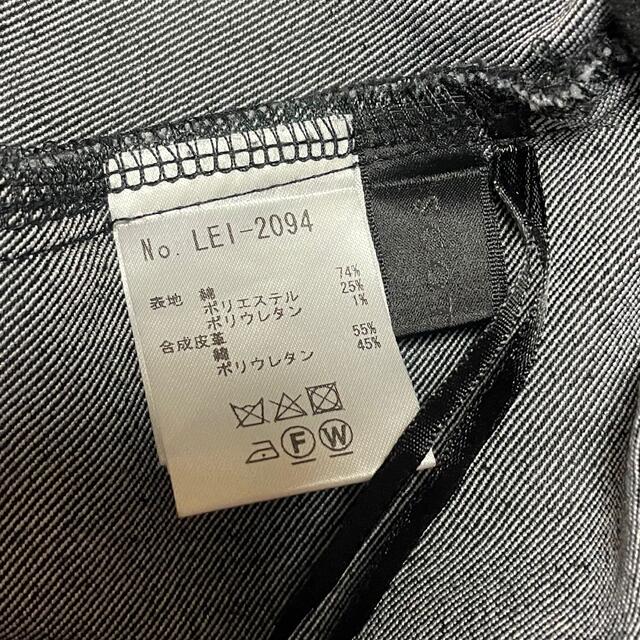 No. LEI-2094
表地 綿 74%
ポリエステル 25%
ポリウレタン 1%
合成皮革
綿 55%
ポリウレタン 45%
F W